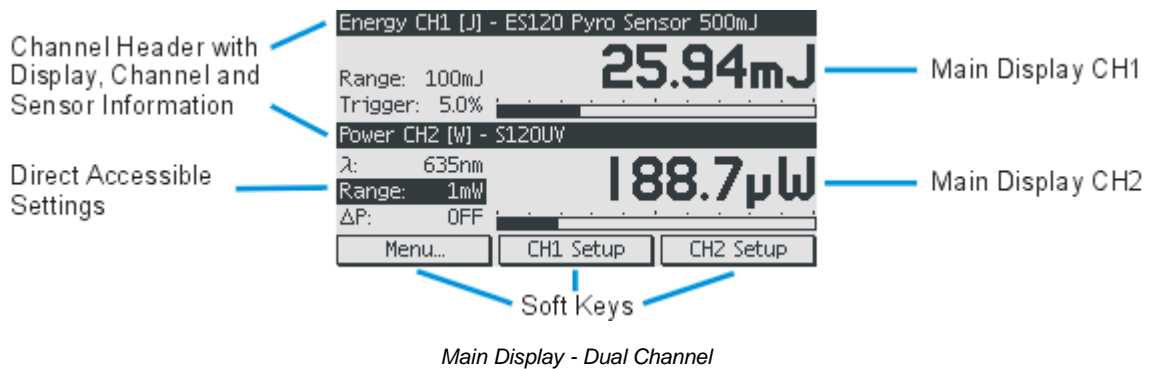 Energy CH1 [J] - ES120 Pyro Sensor 500mJ
Channel Header with
Display, Channel and
Sensor Information
Range: 100mJ
Trigger: 5.0%
25.94mJ
Main Display CH1
Power CH2 [W] - S120UV
Direct Accessible
Settings
λ: 635nm
Range: 1mW
ΔP: OFF
188.7µW
Main Display CH2
Menu... CH1 Setup CH2 Setup
Soft Keys
Main Display - Dual Channel